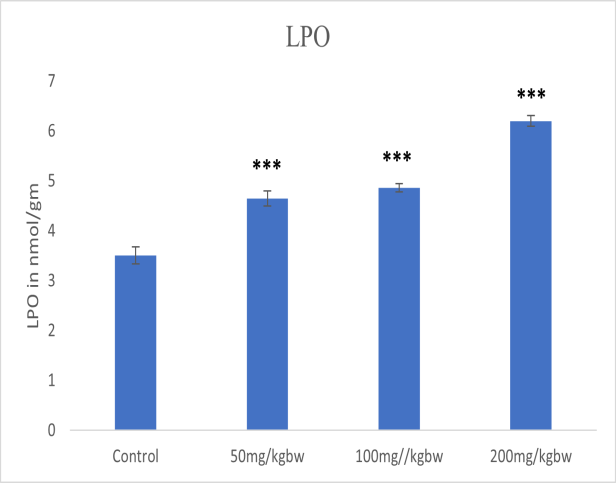 LPO
7
6
5
4
3
2
1
0
LPO in nmol/gm
***
***
***
Control
50mg/kgbw
100mg//kgbw
200mg/kgbw